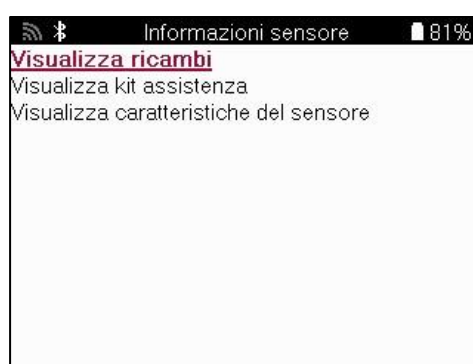 Informazioni sensore 81%
Visualizza ricambi
Visualizza kit assistenza
Visualizza caratteristiche del sensore